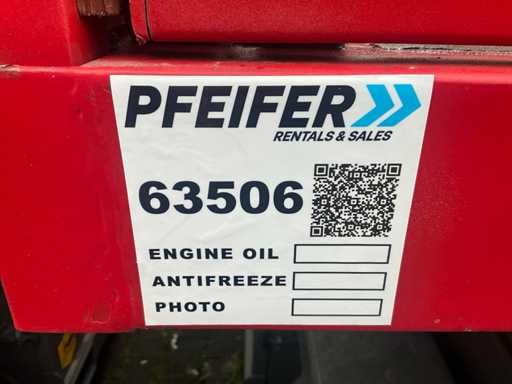 PFEIFER
RENTALS & SALES
63506
ENGINE OIL
ANTIFREEZE
PHOTO